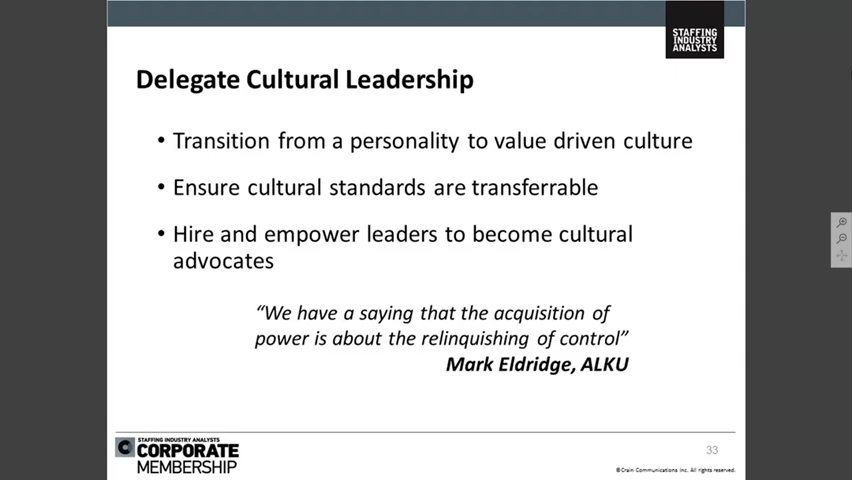 STAFFING
INDUSTRY
ANALYSTS
Delegate Cultural Leadership
• Transition from a personality to value driven culture
• Ensure cultural standards are transferrable
• Hire and empower leaders to become cultural
advocates
“We have a saying that the acquisition of
power is about the relinquishing of control”
Mark Eldridge, ALKU
C
STAFFING INDUSTRY ANALYSTS
CORPORATE
MEMBERSHIP
33
©Crain Communications Inc. All rights reserved.